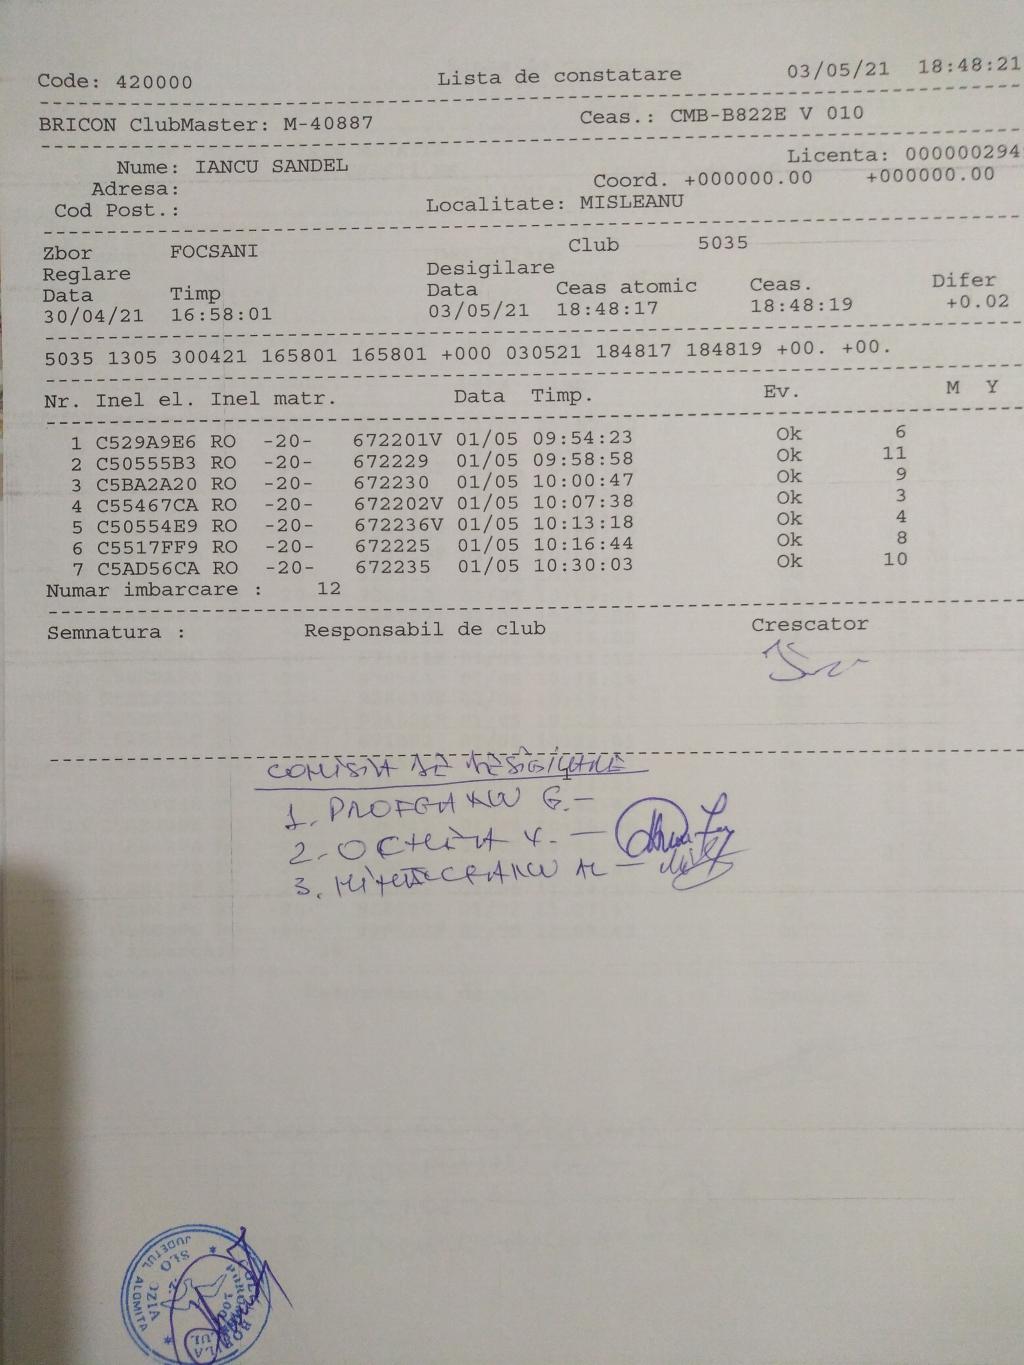 Code: 420000 Lista de constatare 03/05/21 18:48:21
BRICON ClubMaster: M-40887 Ceas.: CMB-B822E V 010
Nume: IANCU SANDEL Licenta: 000000294
Adresa: Coord. +000000.00 +000000.00
Cod Post.: Localitate: MISLEANU
Zbor FOCSANI Club 5035
Reglare Desigilare
Data Timp Data Ceas atomic Ceas. Difer
30/04/21 16:58:01 03/05/21 18:48:17 18:48:19 +0.02
5035 1305 300421 165801 165801 +000 030521 184817 184819 +00. +00.
Nr. Inel el. Inel matr. Data Timp. Ev. M Y
1 C529A9E6 RO -20- 672201V 01/05 09:54:23 Ok 6
2 C50555B3 RO -20- 672229 01/05 09:58:58 Ok 11
3 C5BA2A20 RO -20- 672230 01/05 10:00:47 Ok 9
4 C55467CA RO -20- 672202V 01/05 10:07:38 Ok 3
5 C50554E9 RO -20- 672236V 01/05 10:13:18 Ok 4
6 C5517FF9 RO -20- 672225 01/05 10:16:44 Ok 8
7 C5AD56CA RO -20- 672235 01/05 10:30:03 Ok 10
Numar imbarcare : 12
Semnatura : Responsabil de club Crescator
COMISIA DE DESIGILARE
1. G.-
2. -
3. M -
JUDETUL IALOMITA